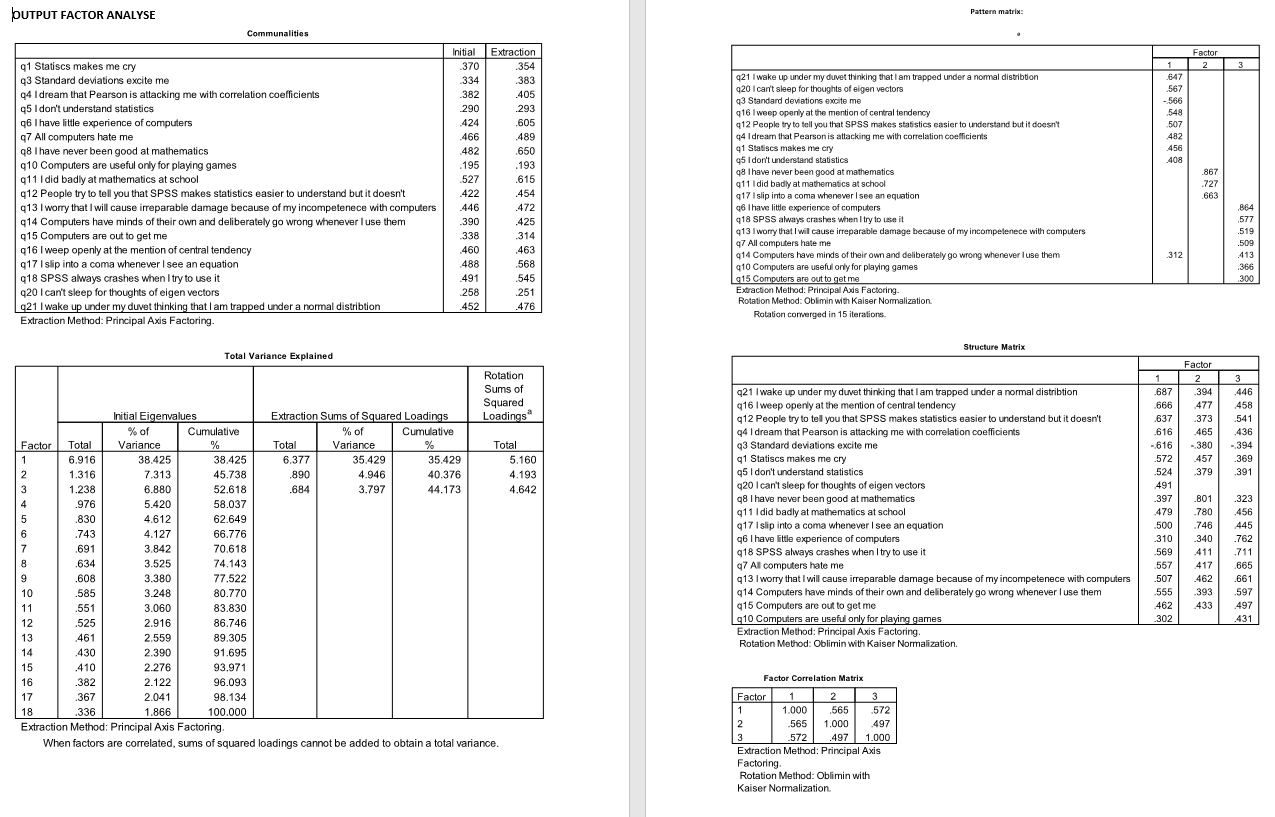 OUTPUT FACTOR ANALYSE
Communalities
Initial Extraction
q1 Statiscs makes me cry .370 .354
q3 Standard deviations excite me .334 .383
q4 I dream that Pearson is attacking me with correlation coefficients .382 .405
q5 I don't understand statistics .290 .293
q6 I have little experience of computers .424 .605
q7 All computers hate me .466 .489
q8 I have never been good at mathematics .482 .650
q10 Computers are useful only for playing games .195 .193
q11 I did badly at mathematics at school .527 .615
q12 People try to tell you that SPSS makes statistics easier to understand but it doesn't .422 .454
q13 I worry that I will cause irreparable damage because of my incompetenece with computers .446 .472
q14 Computers have minds of their own and deliberately go wrong whenever I use them .390 .425
q15 Computers are out to get me .338 .314
q16 I weep openly at the mention of central tendency .460 .463
q17 I slip into a coma whenever I see an equation .488 .568
q18 SPSS always crashes when I try to use it .491 .545
q20 I can't sleep for thoughts of eigen vectors .258 .251
q21 I wake up under my duvet thinking that I am trapped under a normal distribtion .452 .476
Extraction Method: Principal Axis Factoring.
Total Variance Explained
Rotation
Sums of
Squared
Initial Eigenvalues Extraction Sums of Squared Loadings Loadingsa
% of Cumulative % of Cumulative
Factor Total Variance % Total Variance % Total
1 6.916 38.425 38.425 6.377 35.429 35.429 5.160
2 1.316 7.313 45.738 .890 4.946 40.376 4.193
3 1.238 6.880 52.618 .684 3.797 44.173 4.642
4 .976 5.420 58.037
5 .830 4.612 62.649
6 .743 4.127 66.776
7 .691 3.842 70.618
8 .634 3.525 74.143
9 .608 3.380 77.522
10 .585 3.248 80.770
11 .551 3.060 83.830
12 .525 2.916 86.746
13 .461 2.559 89.305
14 .430 2.390 91.695
15 .410 2.276 93.971
16 .382 2.122 96.093
17 .367 2.041 98.134
18 .336 1.866 100.000
Extraction Method: Principal Axis Factoring.
When factors are correlated, sums of squared loadings cannot be added to obtain a total variance.
Pattern matrix:
a
Factor
1 2 3
q21 I wake up under my duvet thinking that I am trapped under a normal distribtion .647
q20 I can't sleep for thoughts of eigen vectors .567
q3 Standard deviations excite me -.566
q16 I weep openly at the mention of central tendency .548
q12 People try to tell you that SPSS makes statistics easier to understand but it doesn't .507
q4 I dream that Pearson is attacking me with correlation coefficients .482
q1 Statiscs makes me cry .456
q5 I don't understand statistics .408
q8 I have never been good at mathematics .867
q11 I did badly at mathematics at school .727
q17 I slip into a coma whenever I see an equation .663
q6 I have little experience of computers .864
q18 SPSS always crashes when I try to use it .577
q13 I worry that I will cause irreparable damage because of my incompetenece with computers .519
q7 All computers hate me .509
q14 Computers have minds of their own and deliberately go wrong whenever I use them .312 .413
q10 Computers are useful only for playing games .366
q15 Computers are out to get me .300
Extraction Method: Principal Axis Factoring.
Rotation Method: Oblimin with Kaiser Normalization.
Rotation converged in 15 iterations.
Structure Matrix
Factor
1 2 3
q21 I wake up under my duvet thinking that I am trapped under a normal distribtion .687 .394 .446
q16 I weep openly at the mention of central tendency .666 .477 .458
q12 People try to tell you that SPSS makes statistics easier to understand but it doesn't .637 .373 .541
q4 I dream that Pearson is attacking me with correlation coefficients .616 .465 .436
q3 Standard deviations excite me -.616 -.380 -.394
q1 Statiscs makes me cry .572 .457 .369
q5 I don't understand statistics .524 .379 .391
q20 I can't sleep for thoughts of eigen vectors .491
q8 I have never been good at mathematics .397 .801 .323
q11 I did badly at mathematics at school .479 .780 .456
q17 I slip into a coma whenever I see an equation .500 .746 .445
q6 I have little experience of computers .310 .340 .762
q18 SPSS always crashes when I try to use it .569 .411 .711
q7 All computers hate me .557 .417 .665
q13 I worry that I will cause irreparable damage because of my incompetenece with computers .507 .462 .661
q14 Computers have minds of their own and deliberately go wrong whenever I use them .555 .393 .597
q15 Computers are out to get me .462 .433 .497
q10 Computers are useful only for playing games .302 .431
Extraction Method: Principal Axis Factoring.
Rotation Method: Oblimin with Kaiser Normalization.
Factor Correlation Matrix
Factor 1 2 3
1 1.000 .565 .572
2 .565 1.000 .497
3 .572 .497 1.000
Extraction Method: Principal Axis
Factoring.
Rotation Method: Oblimin with
Kaiser Normalization.